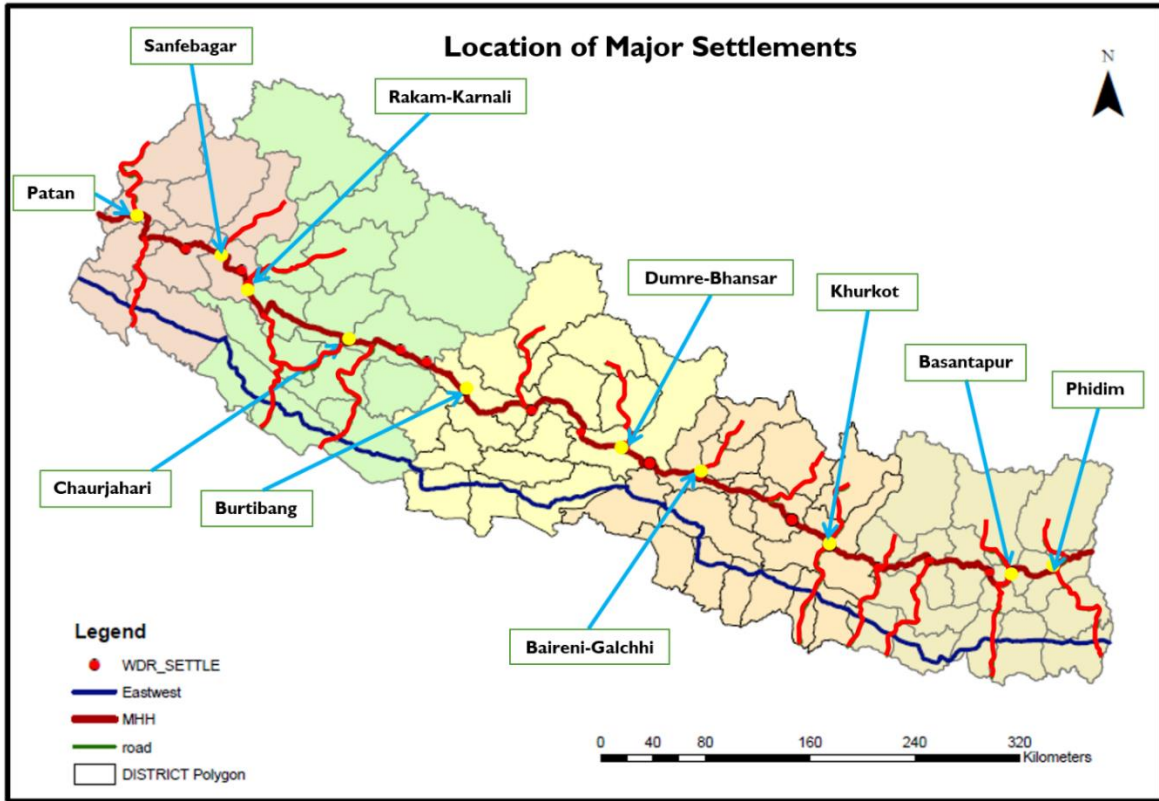 Location of Major Settlements
N
Sanfebagar
Rakam-Karnali
Patan
Dumre-Bhansar
Khurkot
Basantapur
Phidim
Chaurjahari
Burtibang
Baireni-Galchhi
Legend
WDR_SETTLE
Eastwest
MHH
road
DISTRICT Polygon
0 20 40 80 160 240 320
Kilometers